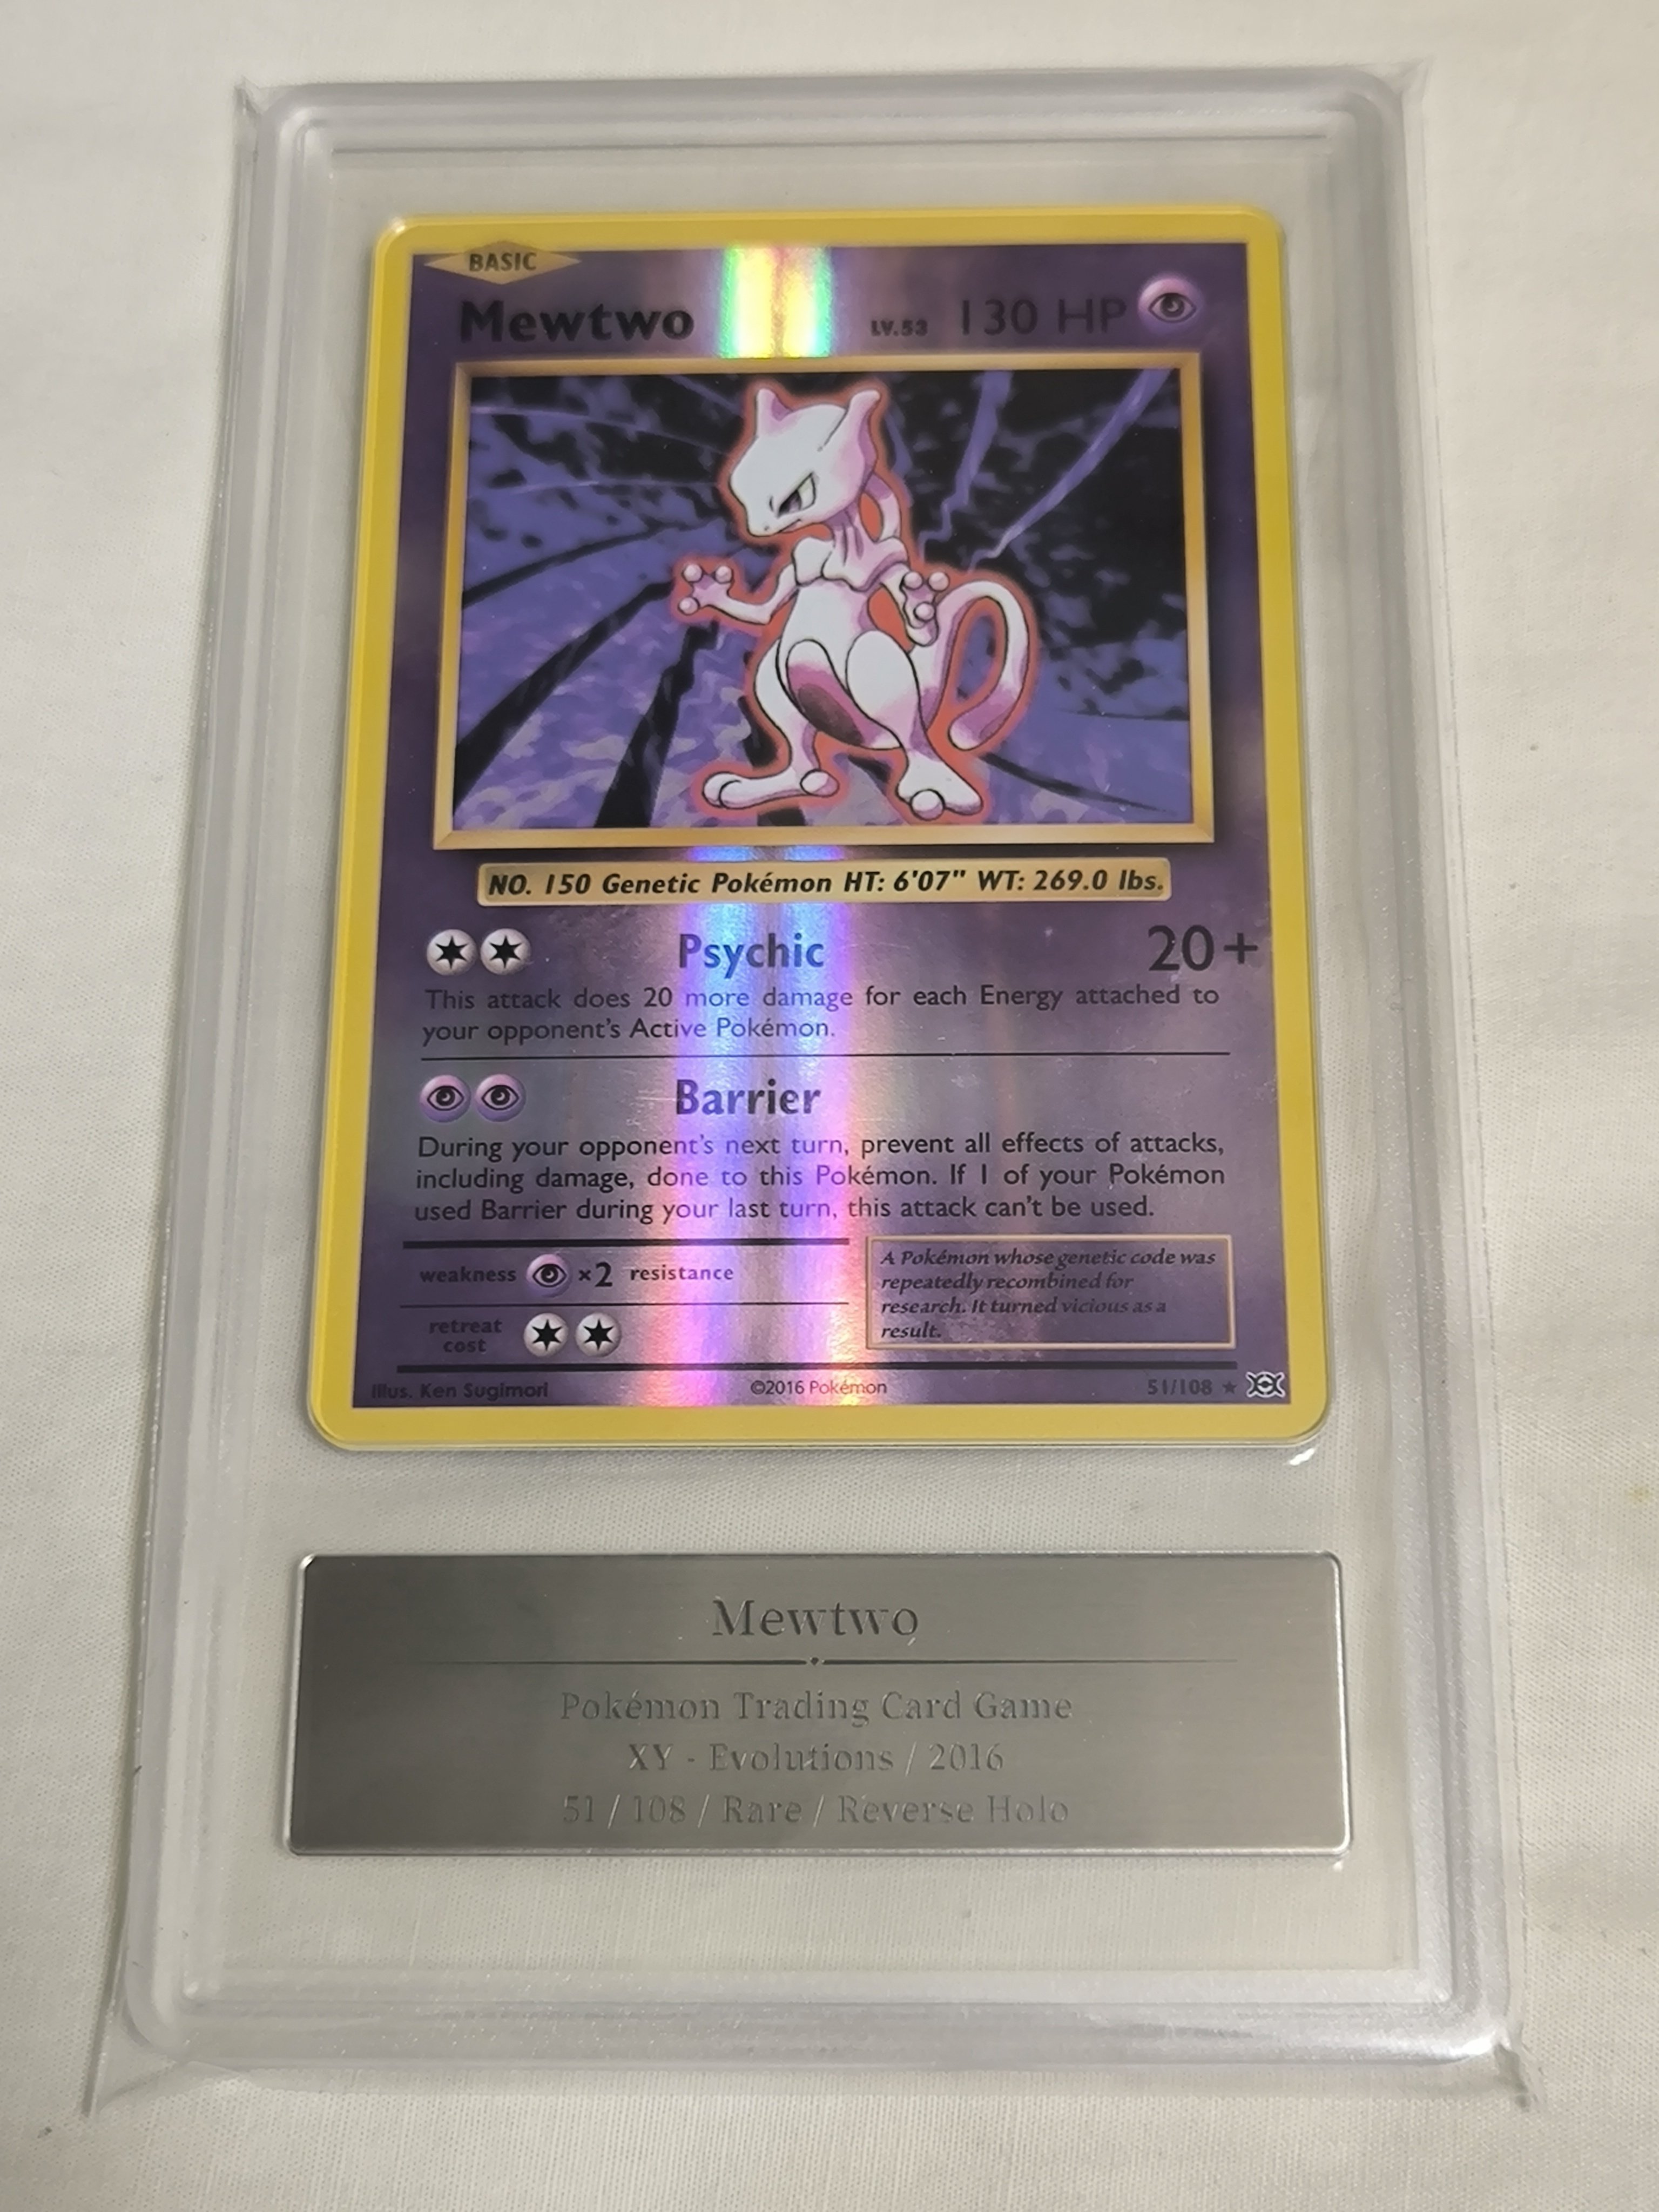 BASIC
Mewtwo LV.53 130 HP
NO. 150 Genetic Pokémon HT: 6'07" WT: 269.0 lbs.
Psychic 20+
This attack does 20 more damage for each Energy attached to
your opponent's Active Pokémon.
Barrier
During your opponent's next turn, prevent all effects of attacks,
including damage, done to this Pokémon. If 1 of your Pokémon
used Barrier during your last turn, this attack can't be used.
weakness ×2 resistance
retreat
cost
A Pokémon whose genetic code was
repeatedly recombined for
research. It turned vicious as a
result.
Illus. Ken Sugimori ©2016 Pokémon 51/108 ★
Mewtwo
Pokémon Trading Card Game
XY - Evolutions / 2016
51 / 108 / Rare / Reverse Holo